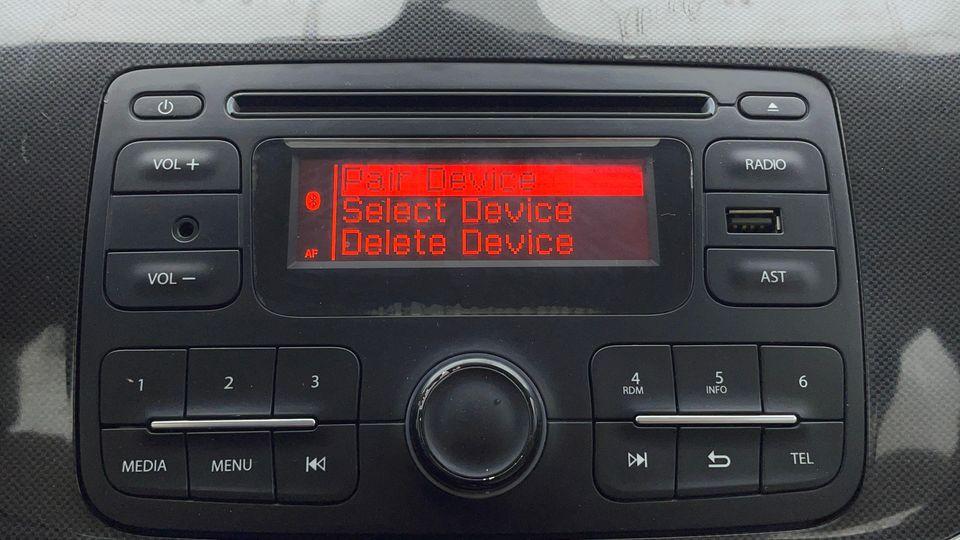 VOL +
RADIO
Pair Device
Select Device
Delete Device
AF
VOL −
AST
1
2
3
4
RDM
5
INFO
6
MEDIA
MENU
TEL